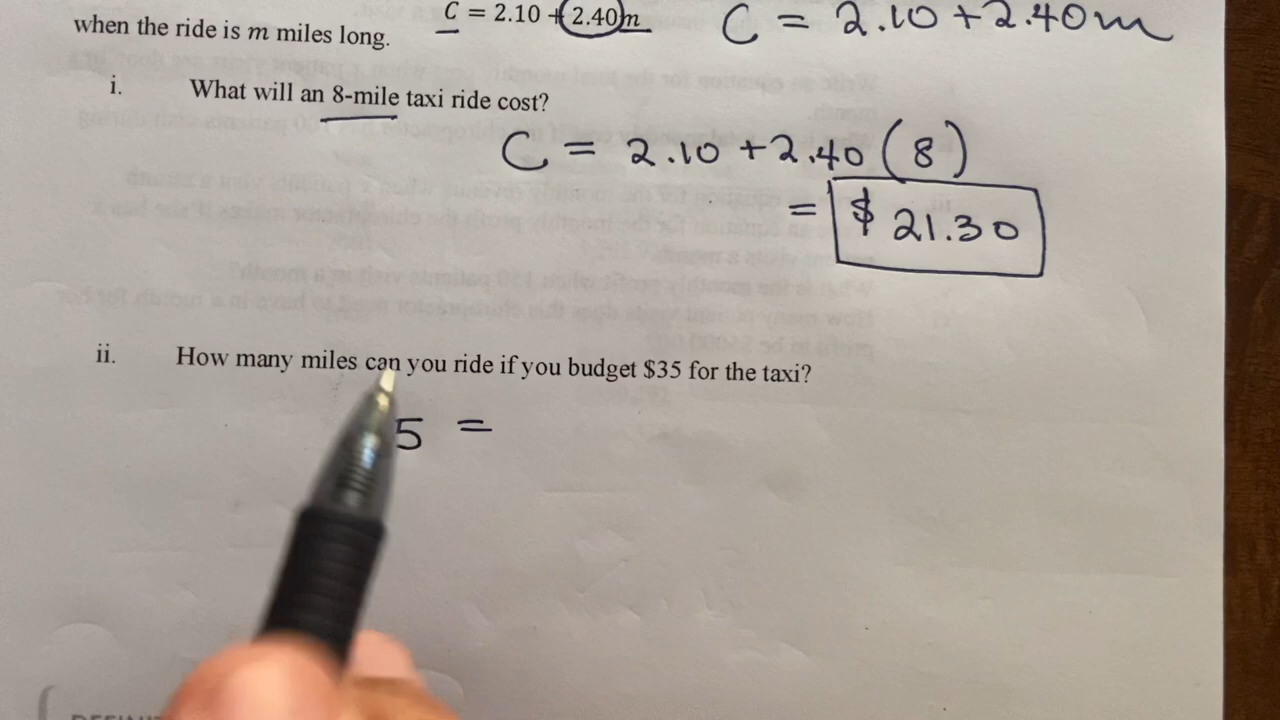 C = 2.10 + 2.40m C = 2.10 + 2.40m
when the ride is m miles long.
i. What will an 8-mile taxi ride cost?
C = 2.10 + 2.40 ( 8 )
= $ 21.30
ii. How many miles can you ride if you budget $35 for the taxi?
5 =